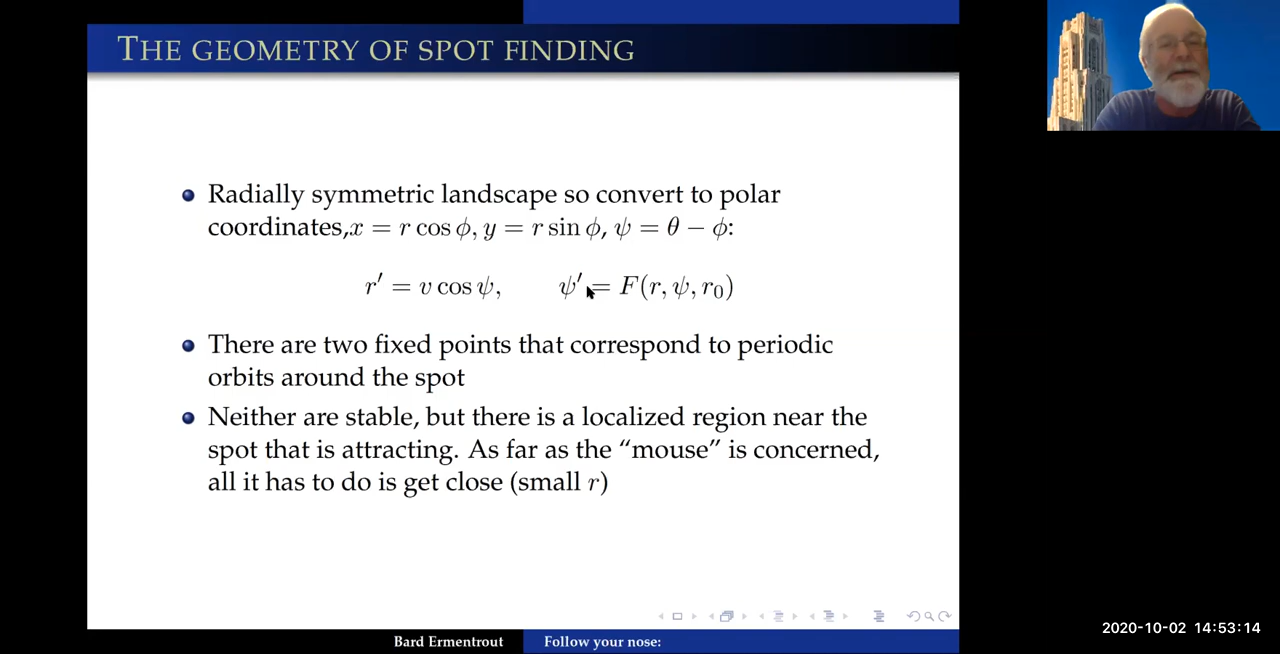 THE GEOMETRY OF SPOT FINDING
Radially symmetric landscape so convert to polar
coordinates,x = r cos ϕ, y = r sin ϕ, ψ = θ − ϕ:
r′ = v cos ψ, ψ′ = F(r, ψ, r₀)
There are two fixed points that correspond to periodic
orbits around the spot
Neither are stable, but there is a localized region near the
spot that is attracting. As far as the “mouse” is concerned,
all it has to do is get close (small r)
Bard Ermentrout Follow your nose:
2020-10-02 14:53:14